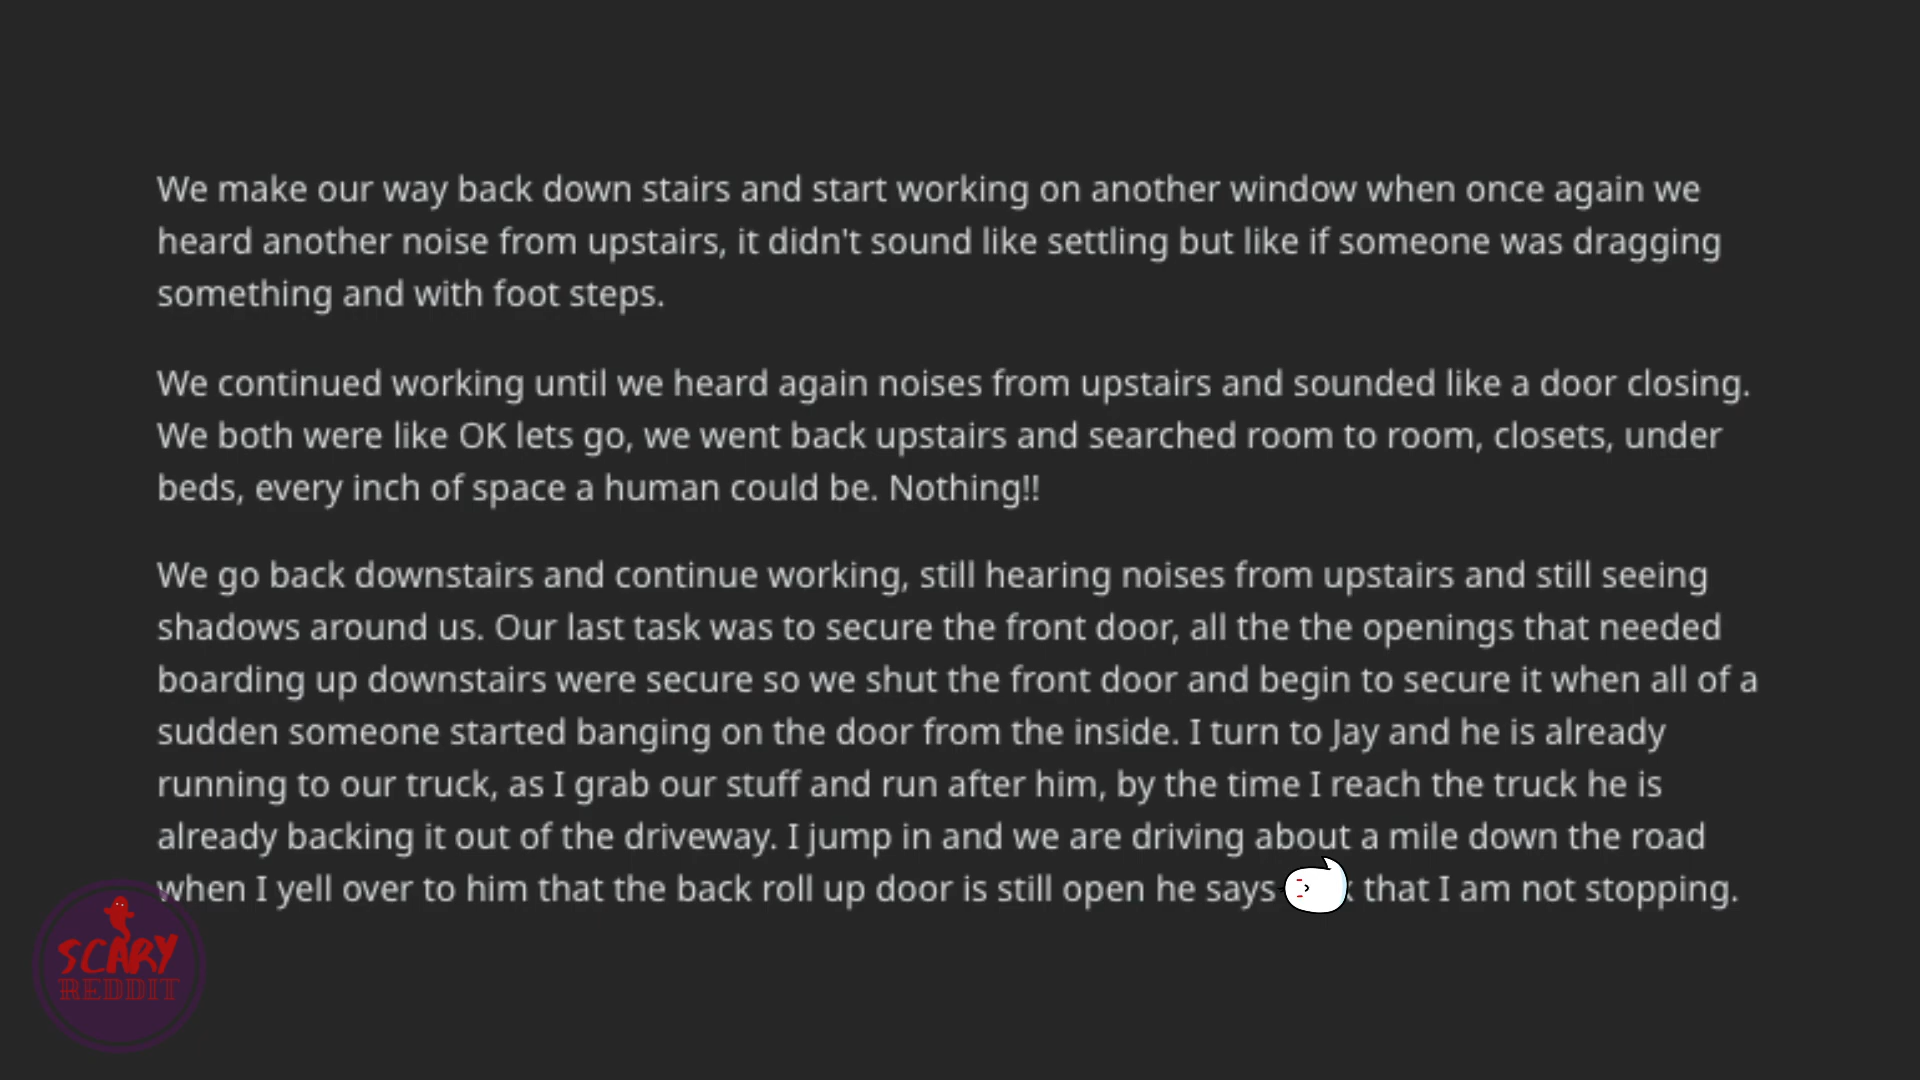 We make our way back down stairs and start working on another window when once again we
heard another noise from upstairs, it didn't sound like settling but like if someone was dragging
something and with foot steps.
We continued working until we heard again noises from upstairs and sounded like a door closing.
We both were like OK lets go, we went back upstairs and searched room to room, closets, under
beds, every inch of space a human could be. Nothing!!
We go back downstairs and continue working, still hearing noises from upstairs and still seeing
shadows around us. Our last task was to secure the front door, all the the openings that needed
boarding up downstairs were secure so we shut the front door and begin to secure it when all of a
sudden someone started banging on the door from the inside. I turn to Jay and he is already
running to our truck, as I grab our stuff and run after him, by the time I reach the truck he is
already backing it out of the driveway. I jump in and we are driving about a mile down the road
when I yell over to him that the back roll up door is still open he says that I am not stopping.
SCARY
REDDIT